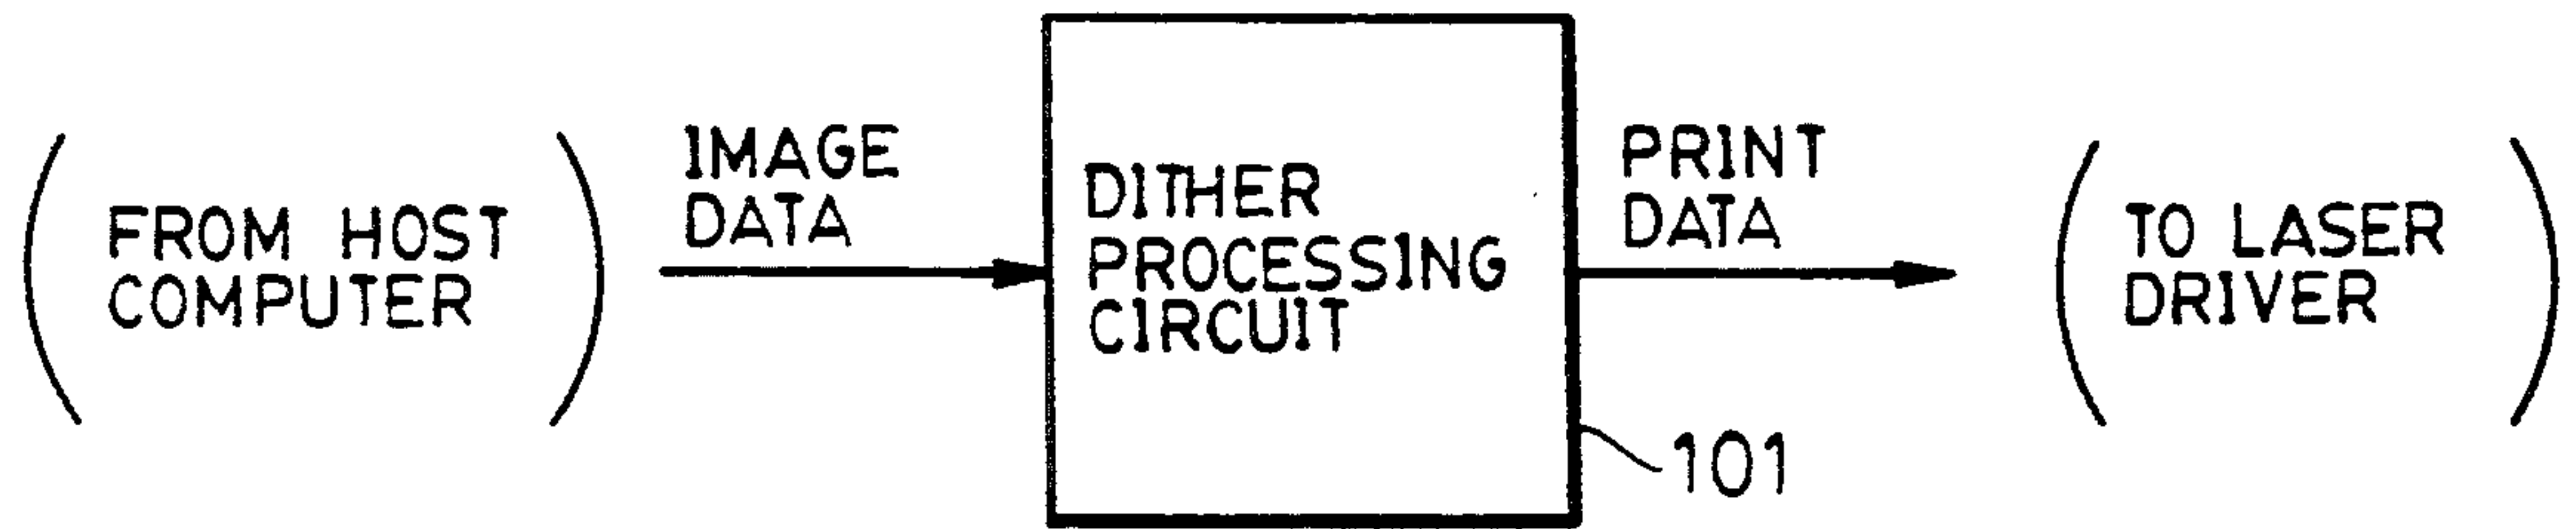 FROM HOST
COMPUTER
IMAGE
DATA
DITHER
PROCESSING
CIRCUIT
PRINT
DATA
TO LASER
DRIVER
101